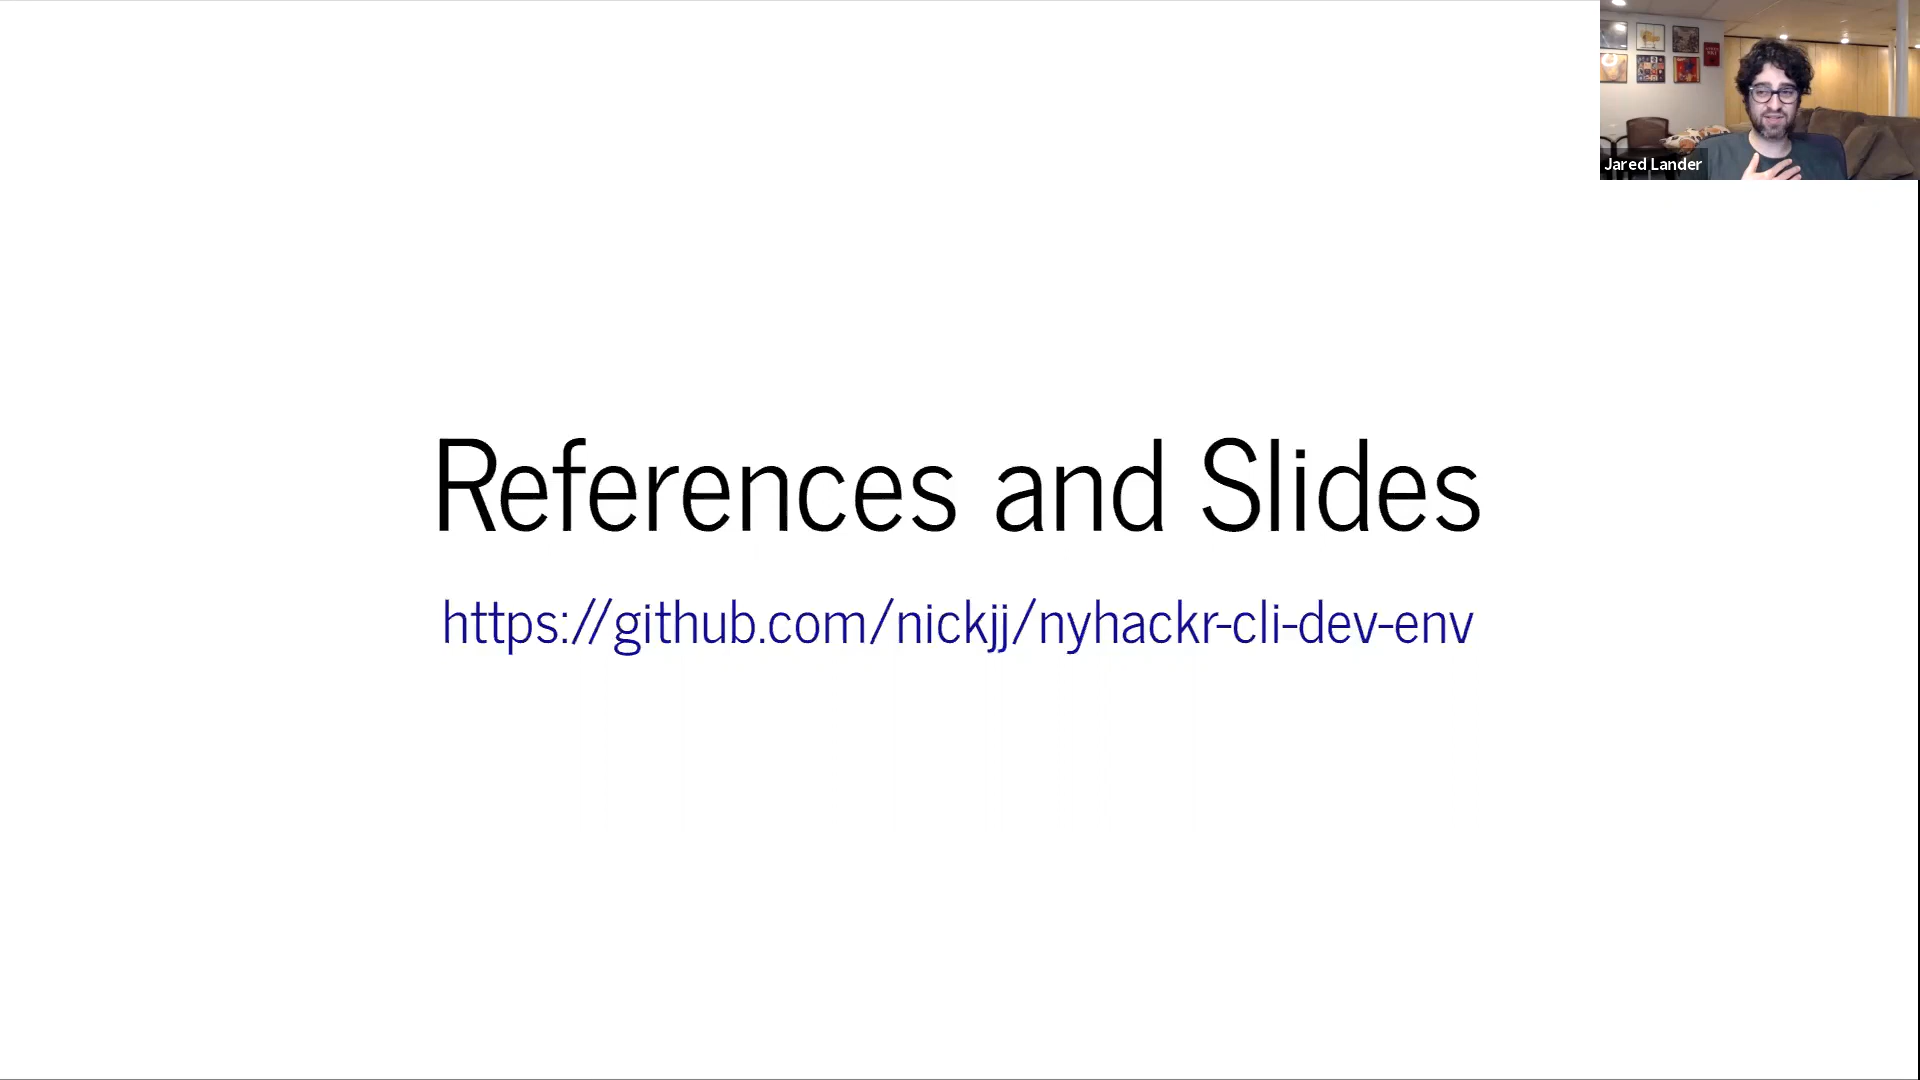 Jared Lander
References and Slides
https://github.com/nickjj/nyhackr-cli-dev-env